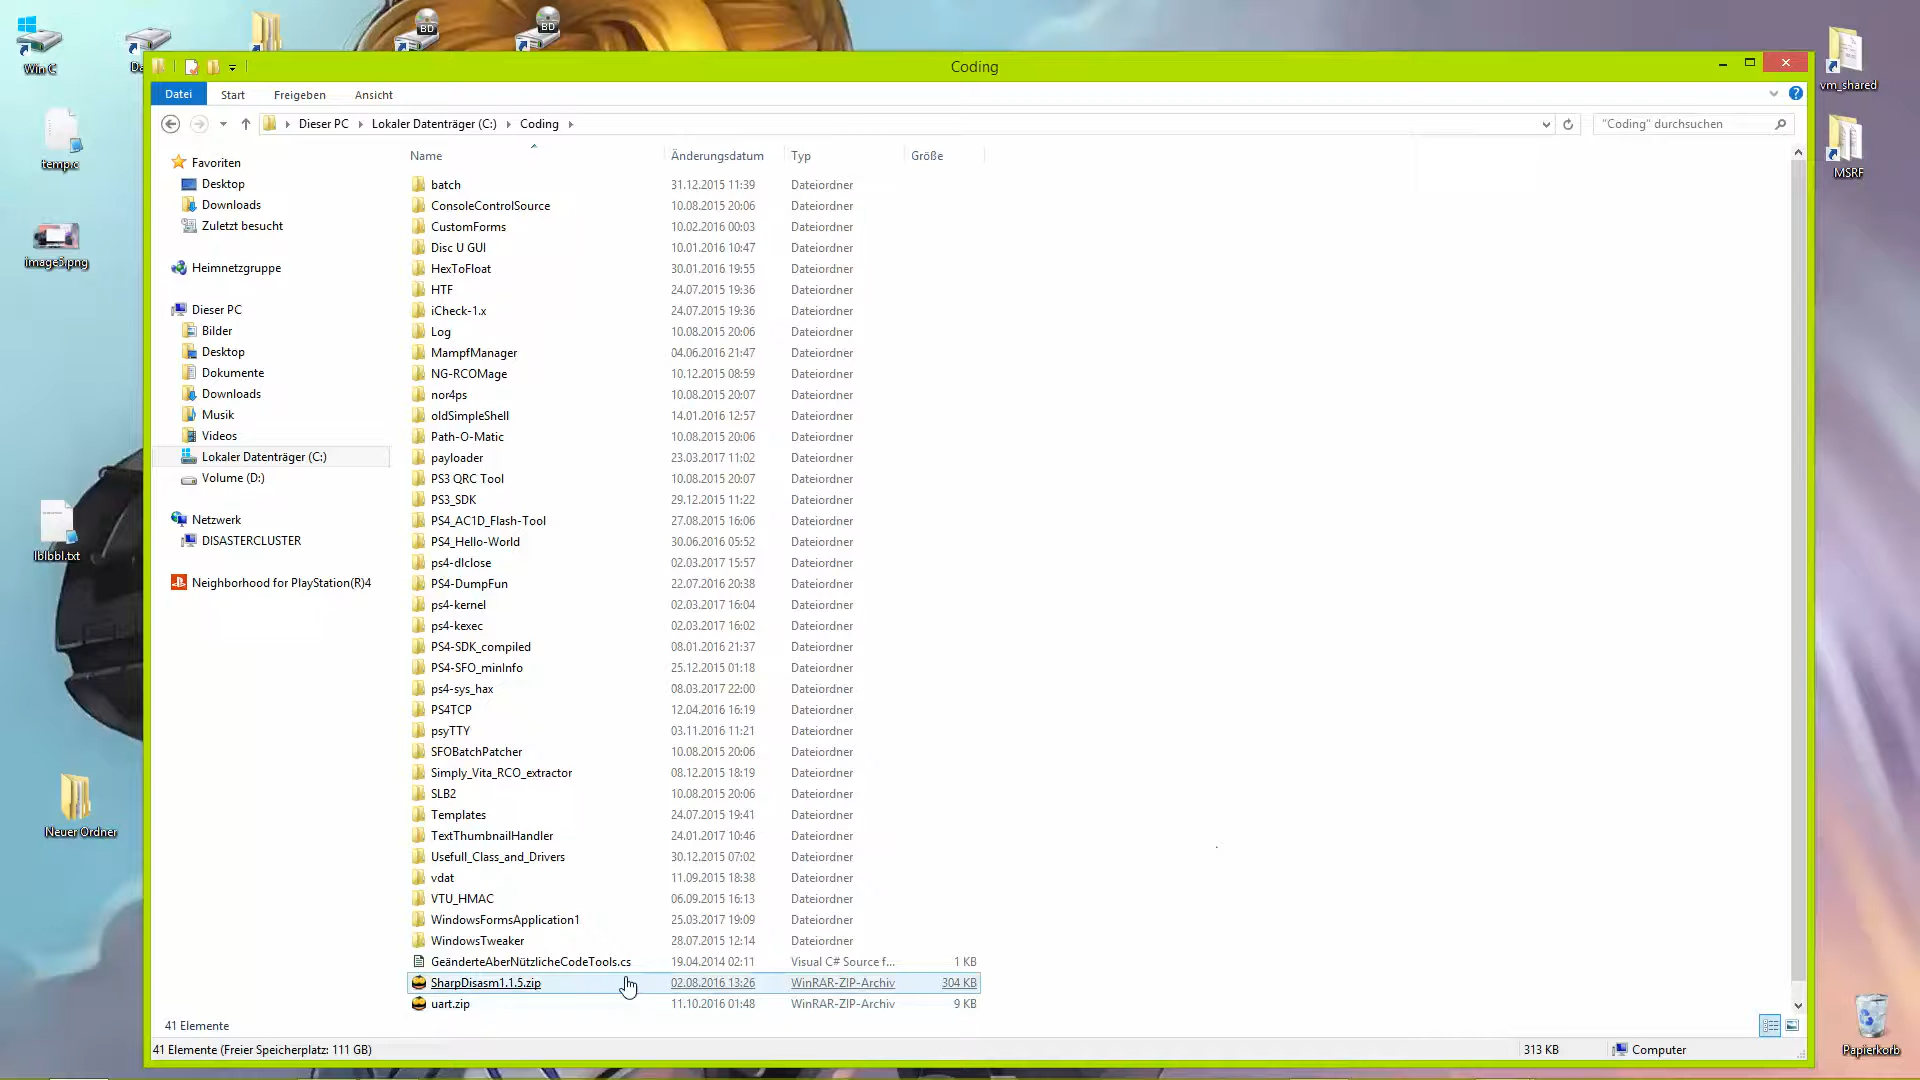 Win C
BD
BD
vm_shared
MSRF
temp.c
image5.png
lblbbl.txt
Neuer Ordner
Papierkorb
Coding
Datei Start Freigeben Ansicht
Dieser PC Lokaler Datenträger (C:) Coding
"Coding" durchsuchen
Favoriten
Desktop
Downloads
Zuletzt besucht
Heimnetzgruppe
Dieser PC
Bilder
Desktop
Dokumente
Downloads
Musik
Videos
Lokaler Datenträger (C:)
Volume (D:)
Netzwerk
DISASTERCLUSTER
Neighborhood for PlayStation(R)4
Name Änderungsdatum Typ Größe
batch 31.12.2015 11:39 Dateiordner
ConsoleControlSource 10.08.2015 20:06 Dateiordner
CustomForms 10.02.2016 00:03 Dateiordner
Disc U GUI 10.01.2016 10:47 Dateiordner
HexToFloat 30.01.2016 19:55 Dateiordner
HTF 24.07.2015 19:36 Dateiordner
iCheck-1.x 24.07.2015 19:36 Dateiordner
Log 10.08.2015 20:06 Dateiordner
MampfManager 04.06.2016 21:47 Dateiordner
NG-RCOMage 10.12.2015 08:59 Dateiordner
nor4ps 10.08.2015 20:07 Dateiordner
oldSimpleShell 14.01.2016 12:57 Dateiordner
Path-O-Matic 10.08.2015 20:06 Dateiordner
payloader 23.03.2017 11:02 Dateiordner
PS3 QRC Tool 10.08.2015 20:07 Dateiordner
PS3_SDK 29.12.2015 11:22 Dateiordner
PS4_AC1D_Flash-Tool 27.08.2015 16:06 Dateiordner
PS4_Hello-World 30.06.2016 05:52 Dateiordner
ps4-dlclose 02.03.2017 15:57 Dateiordner
PS4-DumpFun 22.07.2016 20:38 Dateiordner
ps4-kernel 02.03.2017 16:04 Dateiordner
ps4-kexec 02.03.2017 16:02 Dateiordner
PS4-SDK_compiled 08.01.2016 21:37 Dateiordner
PS4-SFO_minInfo 25.12.2015 01:18 Dateiordner
ps4-sys_hax 08.03.2017 22:00 Dateiordner
PS4TCP 12.04.2016 16:19 Dateiordner
psyTTY 03.11.2016 11:21 Dateiordner
SFOBatchPatcher 10.08.2015 20:06 Dateiordner
Simply_Vita_RCO_extractor 08.12.2015 18:19 Dateiordner
SLB2 10.08.2015 20:06 Dateiordner
Templates 24.07.2015 19:41 Dateiordner
TextThumbnailHandler 24.01.2017 10:46 Dateiordner
Usefull_Class_and_Drivers 30.12.2015 07:02 Dateiordner
vdat 11.09.2015 18:38 Dateiordner
VTU_HMAC 06.09.2015 16:13 Dateiordner
WindowsFormsApplication1 25.03.2017 19:09 Dateiordner
WindowsTweaker 28.07.2015 12:14 Dateiordner
GeänderteAberNützlicheCodeTools.cs 19.04.2014 02:11 Visual C# Source f... 1 KB
SharpDisasm1.1.5.zip 02.08.2016 13:26 WinRAR-ZIP-Archiv 304 KB
uart.zip 11.10.2016 01:48 WinRAR-ZIP-Archiv 9 KB
41 Elemente
41 Elemente (Freier Speicherplatz: 111 GB) 313 KB Computer